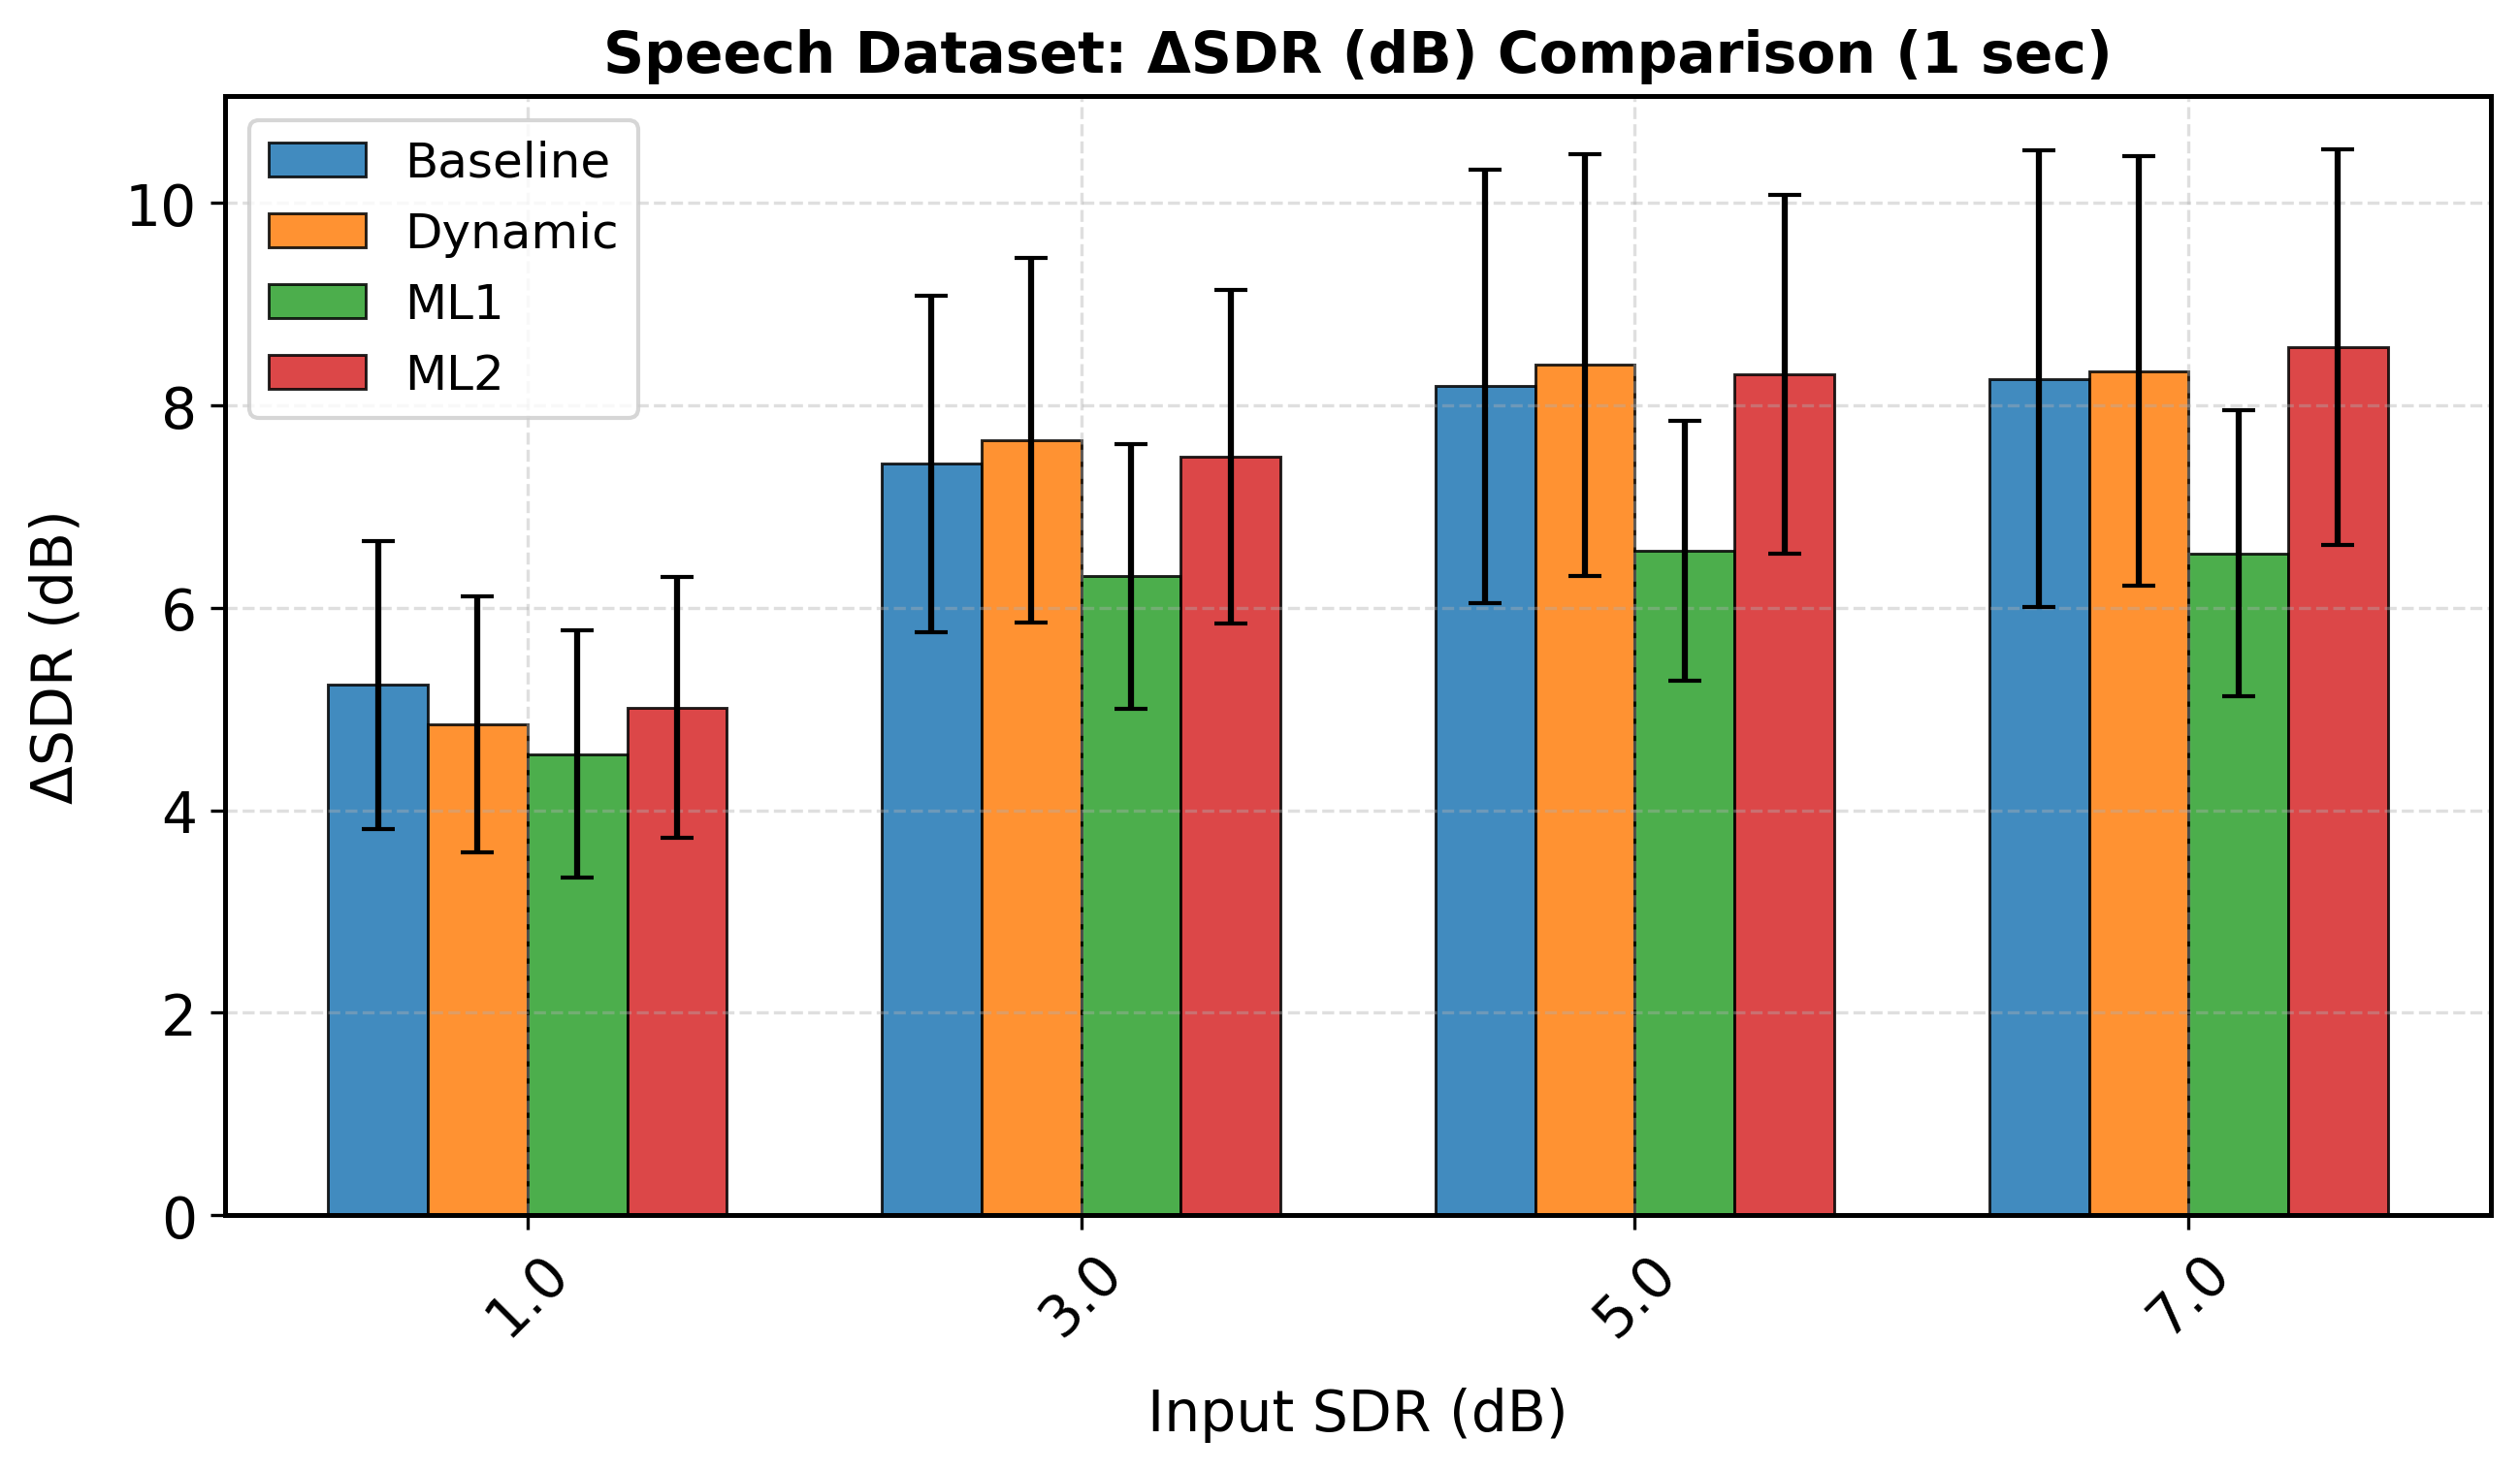 Speech Dataset: ΔSDR (dB) Comparison (1 sec)
Baseline
Dynamic
ML1
ML2
ΔSDR (dB)
10
8
6
4
2
0
1.0
3.0
5.0
7.0
Input SDR (dB)